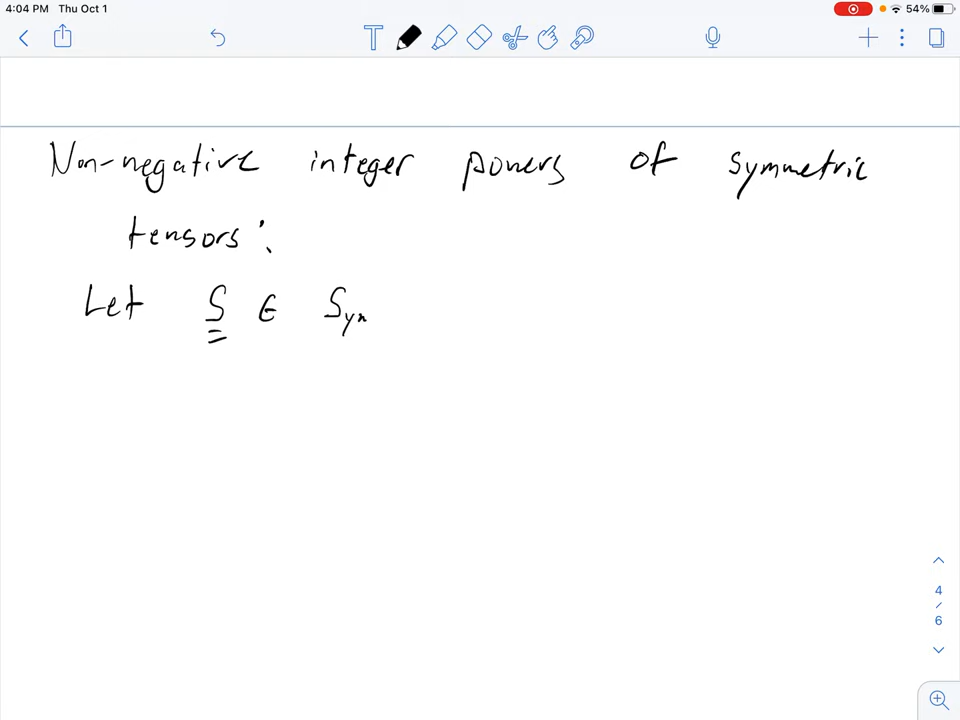 4:04 PM Thu Oct 1
54%
T
Non-negative integer powers of symmetric
tensors:
Let S ∈ Sym
4
/
6